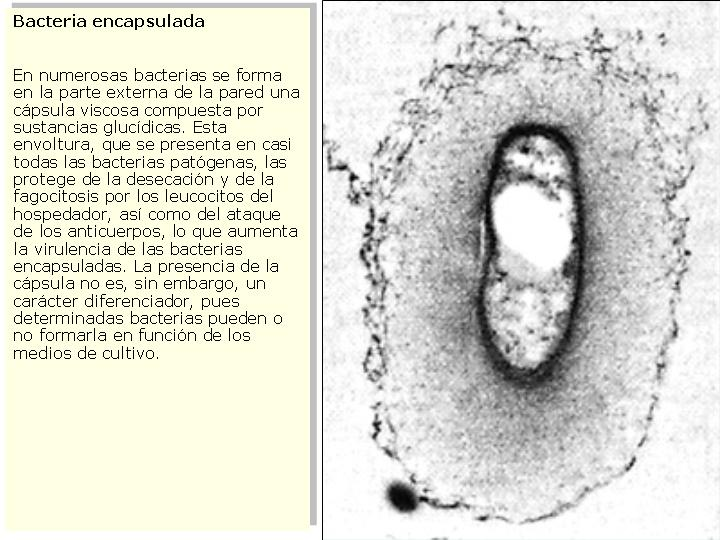 Bacteria encapsulada
En numerosas bacterias se forma
en la parte externa de la pared una
cápsula viscosa compuesta por
sustancias glucídicas. Esta
envoltura, que se presenta en casi
todas las bacterias patógenas, las
protege de la desecación y de la
fagocitosis por los leucocitos del
hospedador, así como del ataque
de los anticuerpos, lo que aumenta
la virulencia de las bacterias
encapsuladas. La presencia de la
cápsula no es, sin embargo, un
carácter diferenciador, pues
determinadas bacterias pueden o
no formarla en función de los
medios de cultivo.